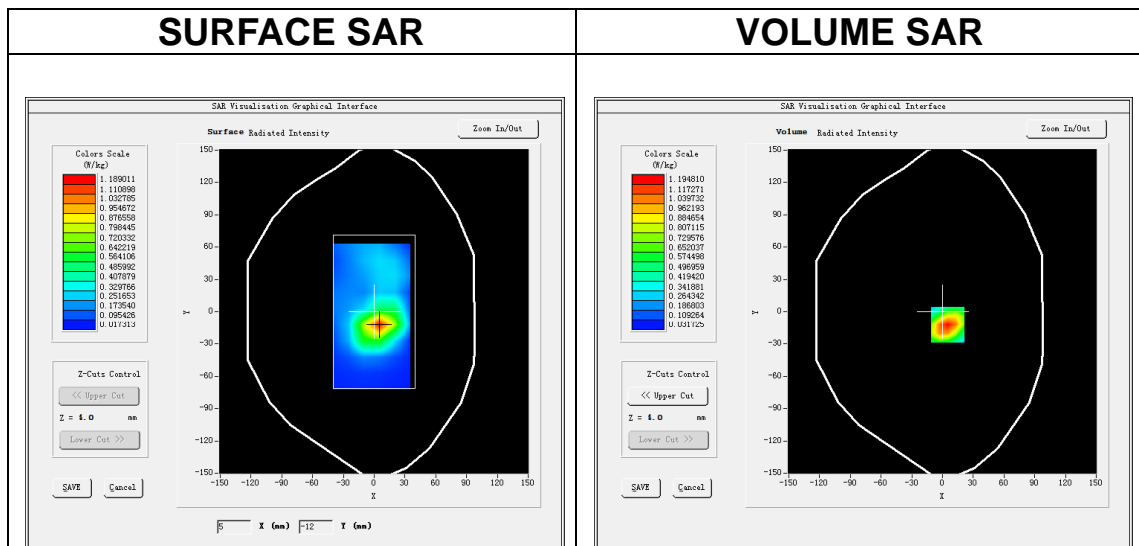 SURFACE SAR
VOLUME SAR
SAR Visualisation Graphical Interface
Surface Radiated Intensity
Zoom In/Out
Colors Scale
(W/kg)
1.189011
1.110898
1.032785
0.954672
0.876558
0.798445
0.720332
0.642219
0.564106
0.485992
0.407879
0.329766
0.251653
0.173540
0.095426
0.017313
150
120
90
60
30
0
-30
-60
-90
-120
-150
Y
-150 -120 -90 -60 -30 0 30 60 90 120 150
X
Z-Cuts Control
<< Upper Cut
Z = 4.0 mm
Lower Cut >>
SAVE Cancel
5 X (mm) -12 Y (mm)
SAR Visualisation Graphical Interface
Volume Radiated Intensity
Zoom In/Out
Colors Scale
(W/kg)
1.194810
1.117271
1.039732
0.962193
0.884654
0.807115
0.729576
0.652037
0.574498
0.496959
0.419420
0.341881
0.264342
0.186803
0.109264
0.031725
150
120
90
60
30
0
-30
-60
-90
-120
-150
Y
-150 -120 -90 -60 -30 0 30 60 90 120 150
X
Z-Cuts Control
<< Upper Cut
Z = 4.0 mm
Lower Cut >>
SAVE Cancel